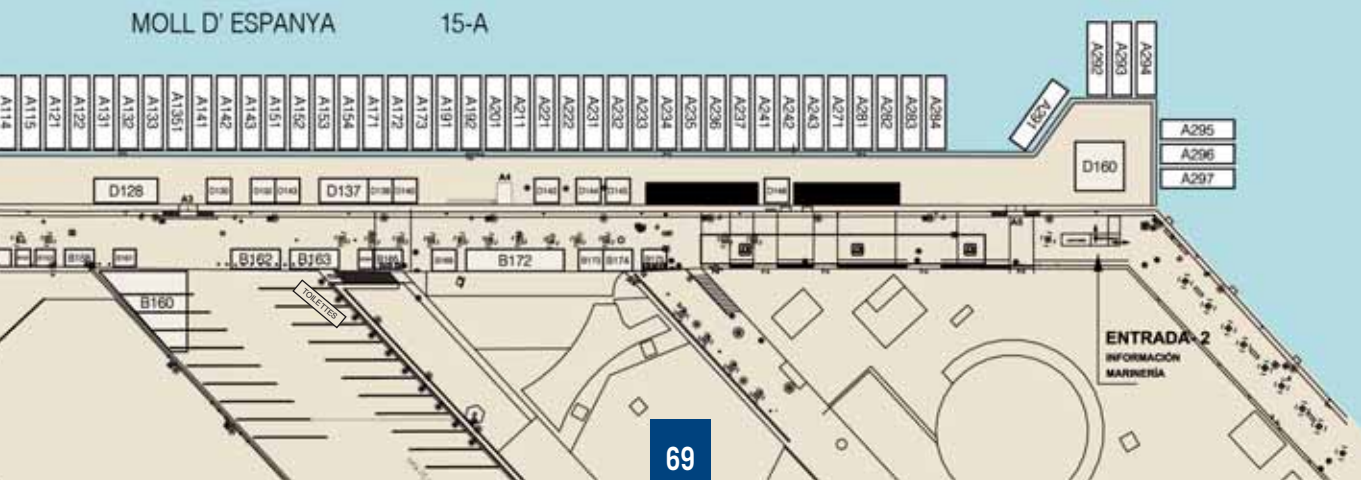 MOLL D' ESPANYA 15-A
A114 A115 A121 A122 A131 A132 A133 A1351 A141 A142 A143 A151 A152 A153 A154 A171 A172 A173 A191 A192 A201 A211 A221 A222 A231 A232 A233 A234 A235 A236 A237 A241 A242 A243 A271 A281 A282 A283 A284
A291
A292 A293 A294
A295
A296
A297
D160
D128 D137
A3 A4
B162 B163 B172 B174
B160
TOILETTES
ENTRADA- 2
INFORMACIÓN
MARINERÍA
69